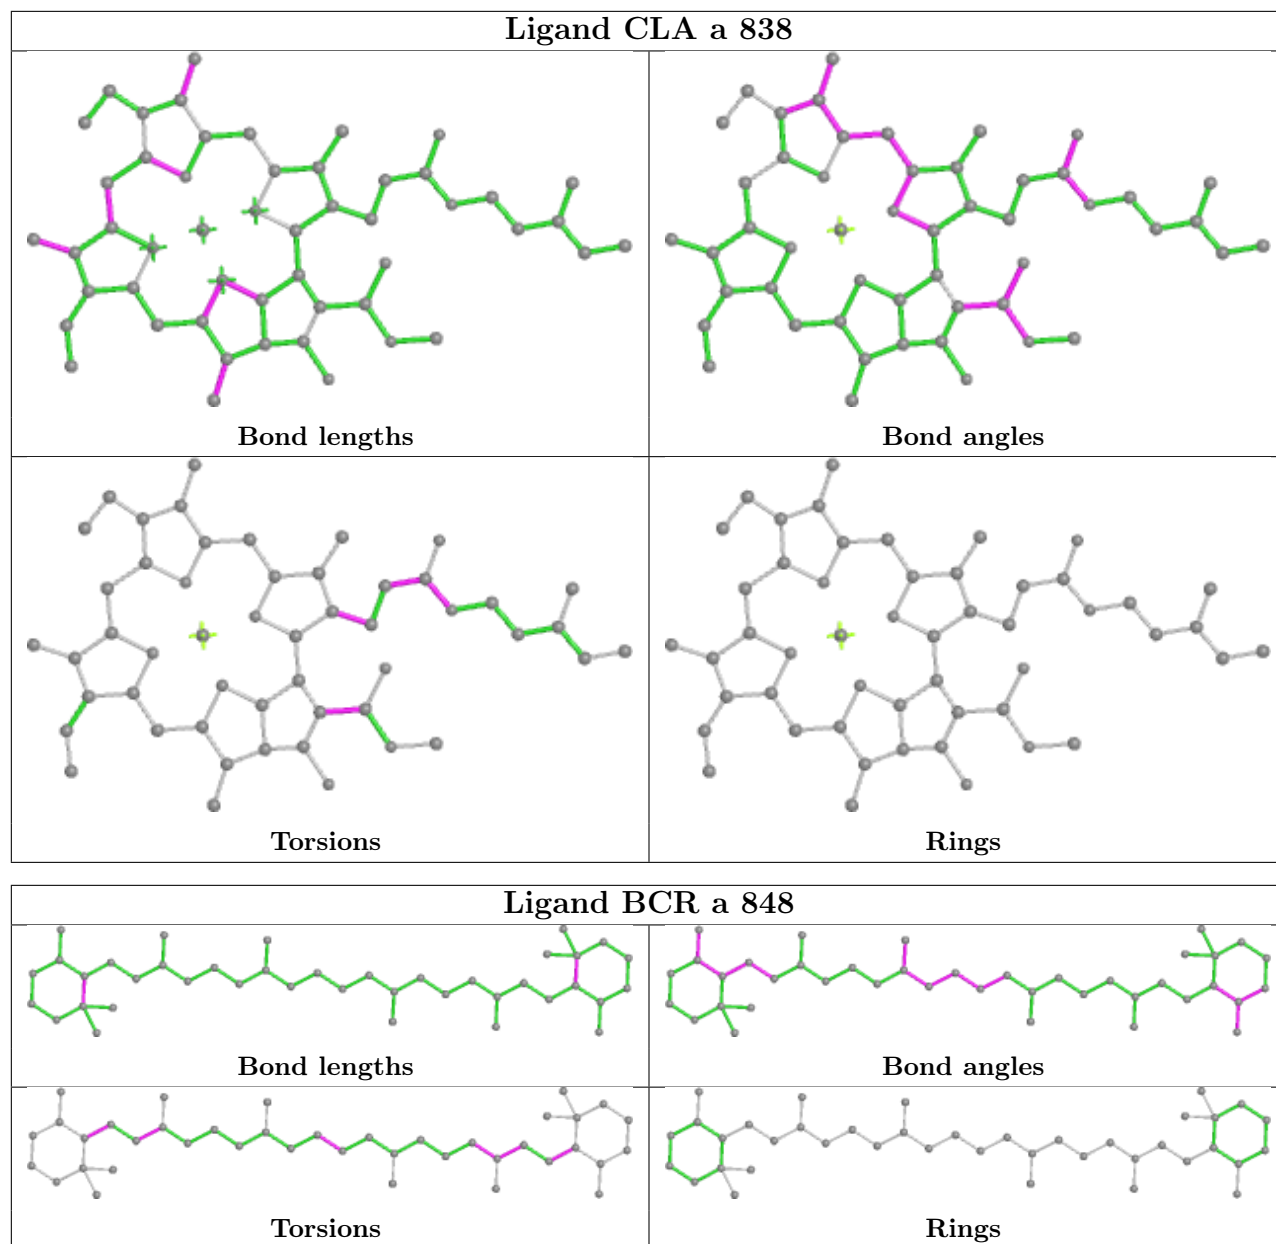 Ligand CLA a 838
Bond lengths
Bond angles
Torsions
Rings
Ligand BCR a 848
Bond lengths
Bond angles
Torsions
Rings